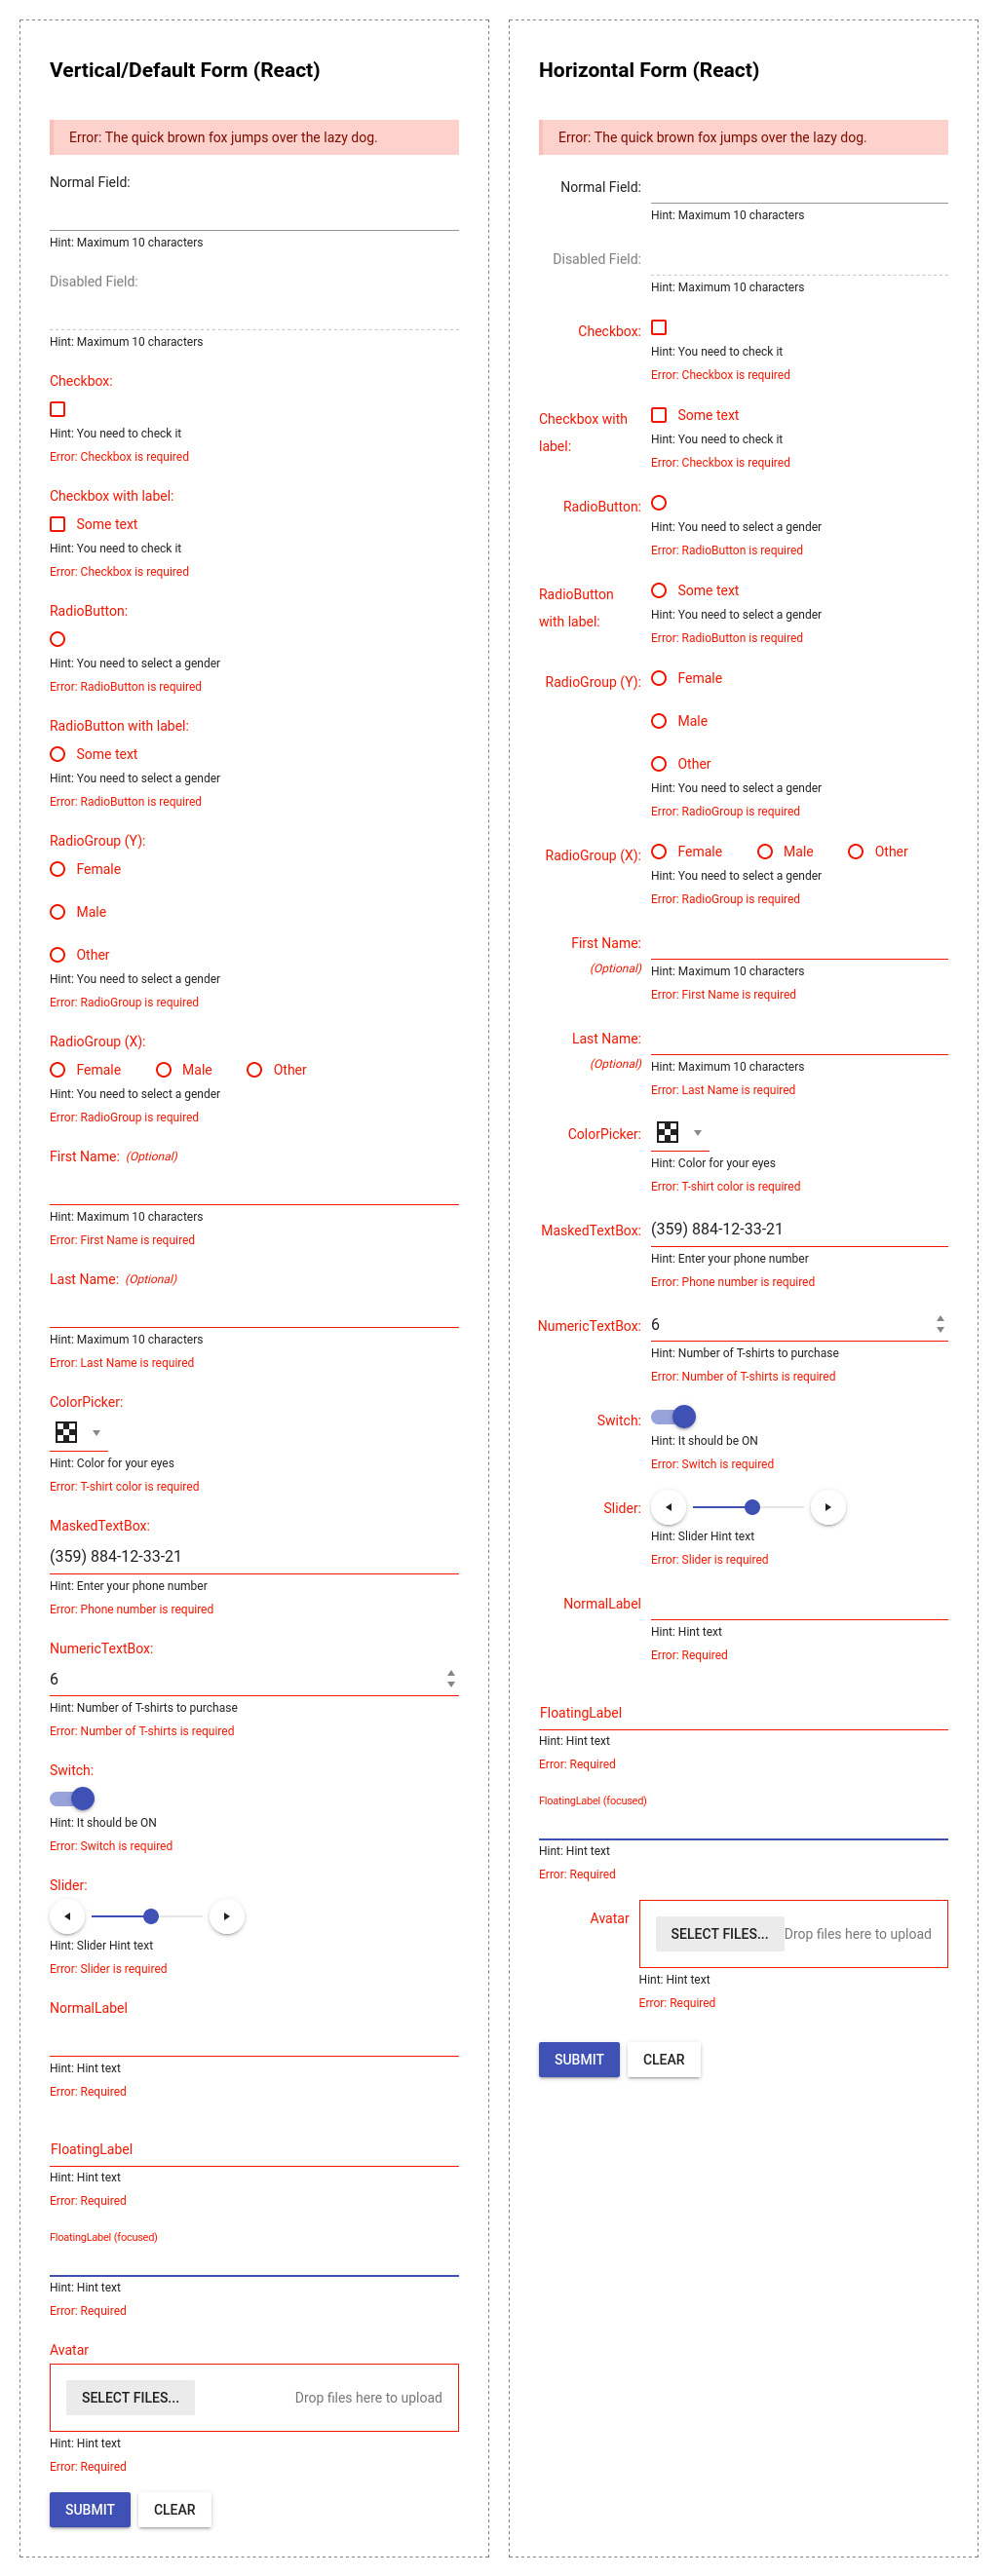 Vertical/Default Form (React)
Error: The quick brown fox jumps over the lazy dog.
Normal Field:
Hint: Maximum 10 characters
Disabled Field:
Hint: Maximum 10 characters
Checkbox:
Hint: You need to check it
Error: Checkbox is required
Checkbox with label:
Some text
Hint: You need to check it
Error: Checkbox is required
RadioButton:
Hint: You need to select a gender
Error: RadioButton is required
RadioButton with label:
Some text
Hint: You need to select a gender
Error: RadioButton is required
RadioGroup (Y):
Female
Male
Other
Hint: You need to select a gender
Error: RadioGroup is required
RadioGroup (X):
Female Male Other
Hint: You need to select a gender
Error: RadioGroup is required
First Name: (Optional)
Hint: Maximum 10 characters
Error: First Name is required
Last Name: (Optional)
Hint: Maximum 10 characters
Error: Last Name is required
ColorPicker:
Hint: Color for your eyes
Error: T-shirt color is required
MaskedTextBox:
(359) 884-12-33-21
Hint: Enter your phone number
Error: Phone number is required
NumericTextBox:
6
Hint: Number of T-shirts to purchase
Error: Number of T-shirts is required
Switch:
Hint: It should be ON
Error: Switch is required
Slider:
Hint: Slider Hint text
Error: Slider is required
NormalLabel
Hint: Hint text
Error: Required
FloatingLabel
Hint: Hint text
Error: Required
FloatingLabel (focused)
Hint: Hint text
Error: Required
Avatar
SELECT FILES... Drop files here to upload
Hint: Hint text
Error: Required
SUBMIT CLEAR
Horizontal Form (React)
Error: The quick brown fox jumps over the lazy dog.
Normal Field:
Hint: Maximum 10 characters
Disabled Field:
Hint: Maximum 10 characters
Checkbox:
Hint: You need to check it
Error: Checkbox is required
Checkbox with
label:
Some text
Hint: You need to check it
Error: Checkbox is required
RadioButton:
Hint: You need to select a gender
Error: RadioButton is required
RadioButton
with label:
Some text
Hint: You need to select a gender
Error: RadioButton is required
RadioGroup (Y):
Female
Male
Other
Hint: You need to select a gender
Error: RadioGroup is required
RadioGroup (X):
Female Male Other
Hint: You need to select a gender
Error: RadioGroup is required
First Name:
(Optional)
Hint: Maximum 10 characters
Error: First Name is required
Last Name:
(Optional)
Hint: Maximum 10 characters
Error: Last Name is required
ColorPicker:
Hint: Color for your eyes
Error: T-shirt color is required
MaskedTextBox: (359) 884-12-33-21
Hint: Enter your phone number
Error: Phone number is required
NumericTextBox: 6
Hint: Number of T-shirts to purchase
Error: Number of T-shirts is required
Switch:
Hint: It should be ON
Error: Switch is required
Slider:
Hint: Slider Hint text
Error: Slider is required
NormalLabel
Hint: Hint text
Error: Required
FloatingLabel
Hint: Hint text
Error: Required
FloatingLabel (focused)
Hint: Hint text
Error: Required
Avatar
SELECT FILES... Drop files here to upload
Hint: Hint text
Error: Required
SUBMIT CLEAR